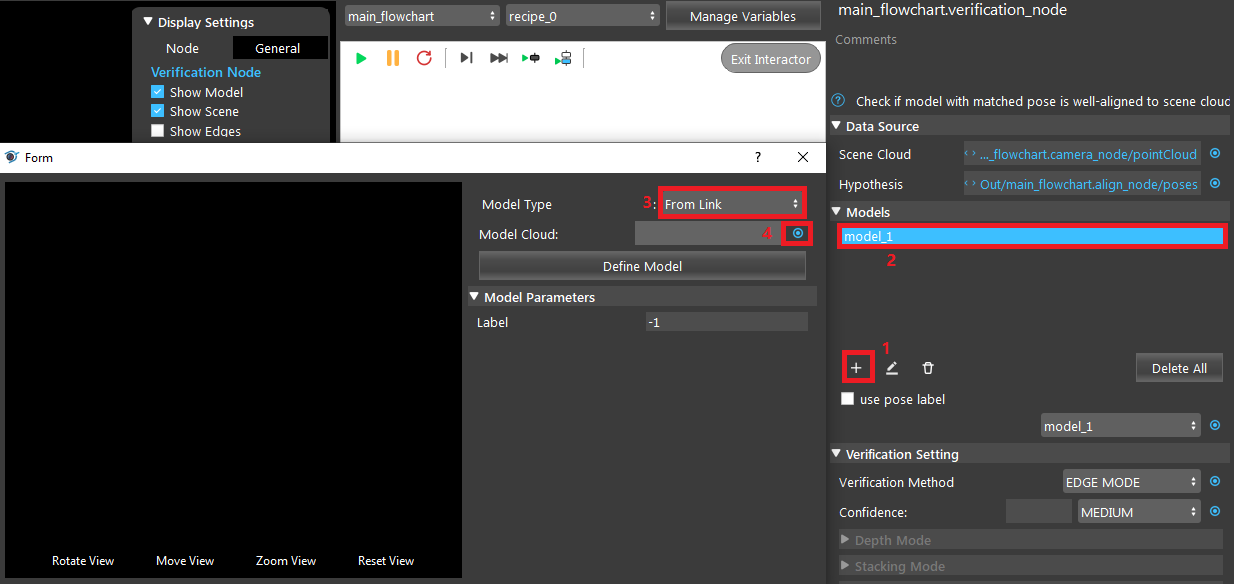 Display Settings
Node General
Verification Node
Show Model
Show Scene
Show Edges
main_flowchart recipe_0 Manage Variables
Exit Interactor
main_flowchart.verification_node
Comments
? Check if model with matched pose is well-aligned to scene cloud
Data Source
Scene Cloud ..._flowchart.camera_node/pointCloud
Hypothesis Out/main_flowchart.align_node/poses
Models
model_1
2
1
Delete All
use pose label
model_1
Verification Setting
Verification Method EDGE MODE
Confidence: MEDIUM
Depth Mode
Stacking Mode
Form ?
Model Type 3: From Link
Model Cloud: 4
Define Model
Model Parameters
Label -1
Rotate View Move View Zoom View Reset View